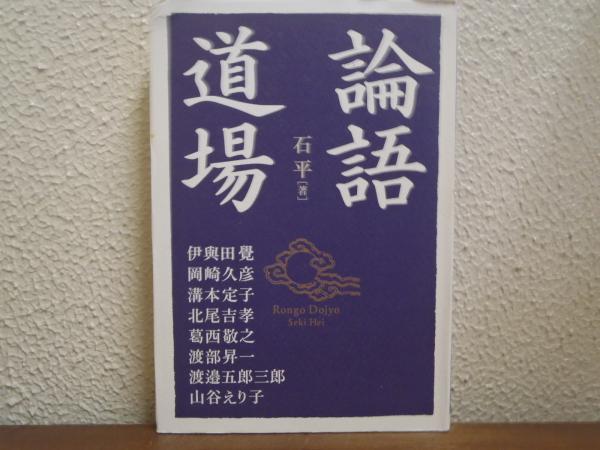 論語
道場
石平[著]
伊與田覺
岡崎久彦
溝本定子
北尾吉孝
葛西敬之
渡部昇一
渡邉五郎三郎
山谷えり子
Rongo Dojyo
Seki Hei